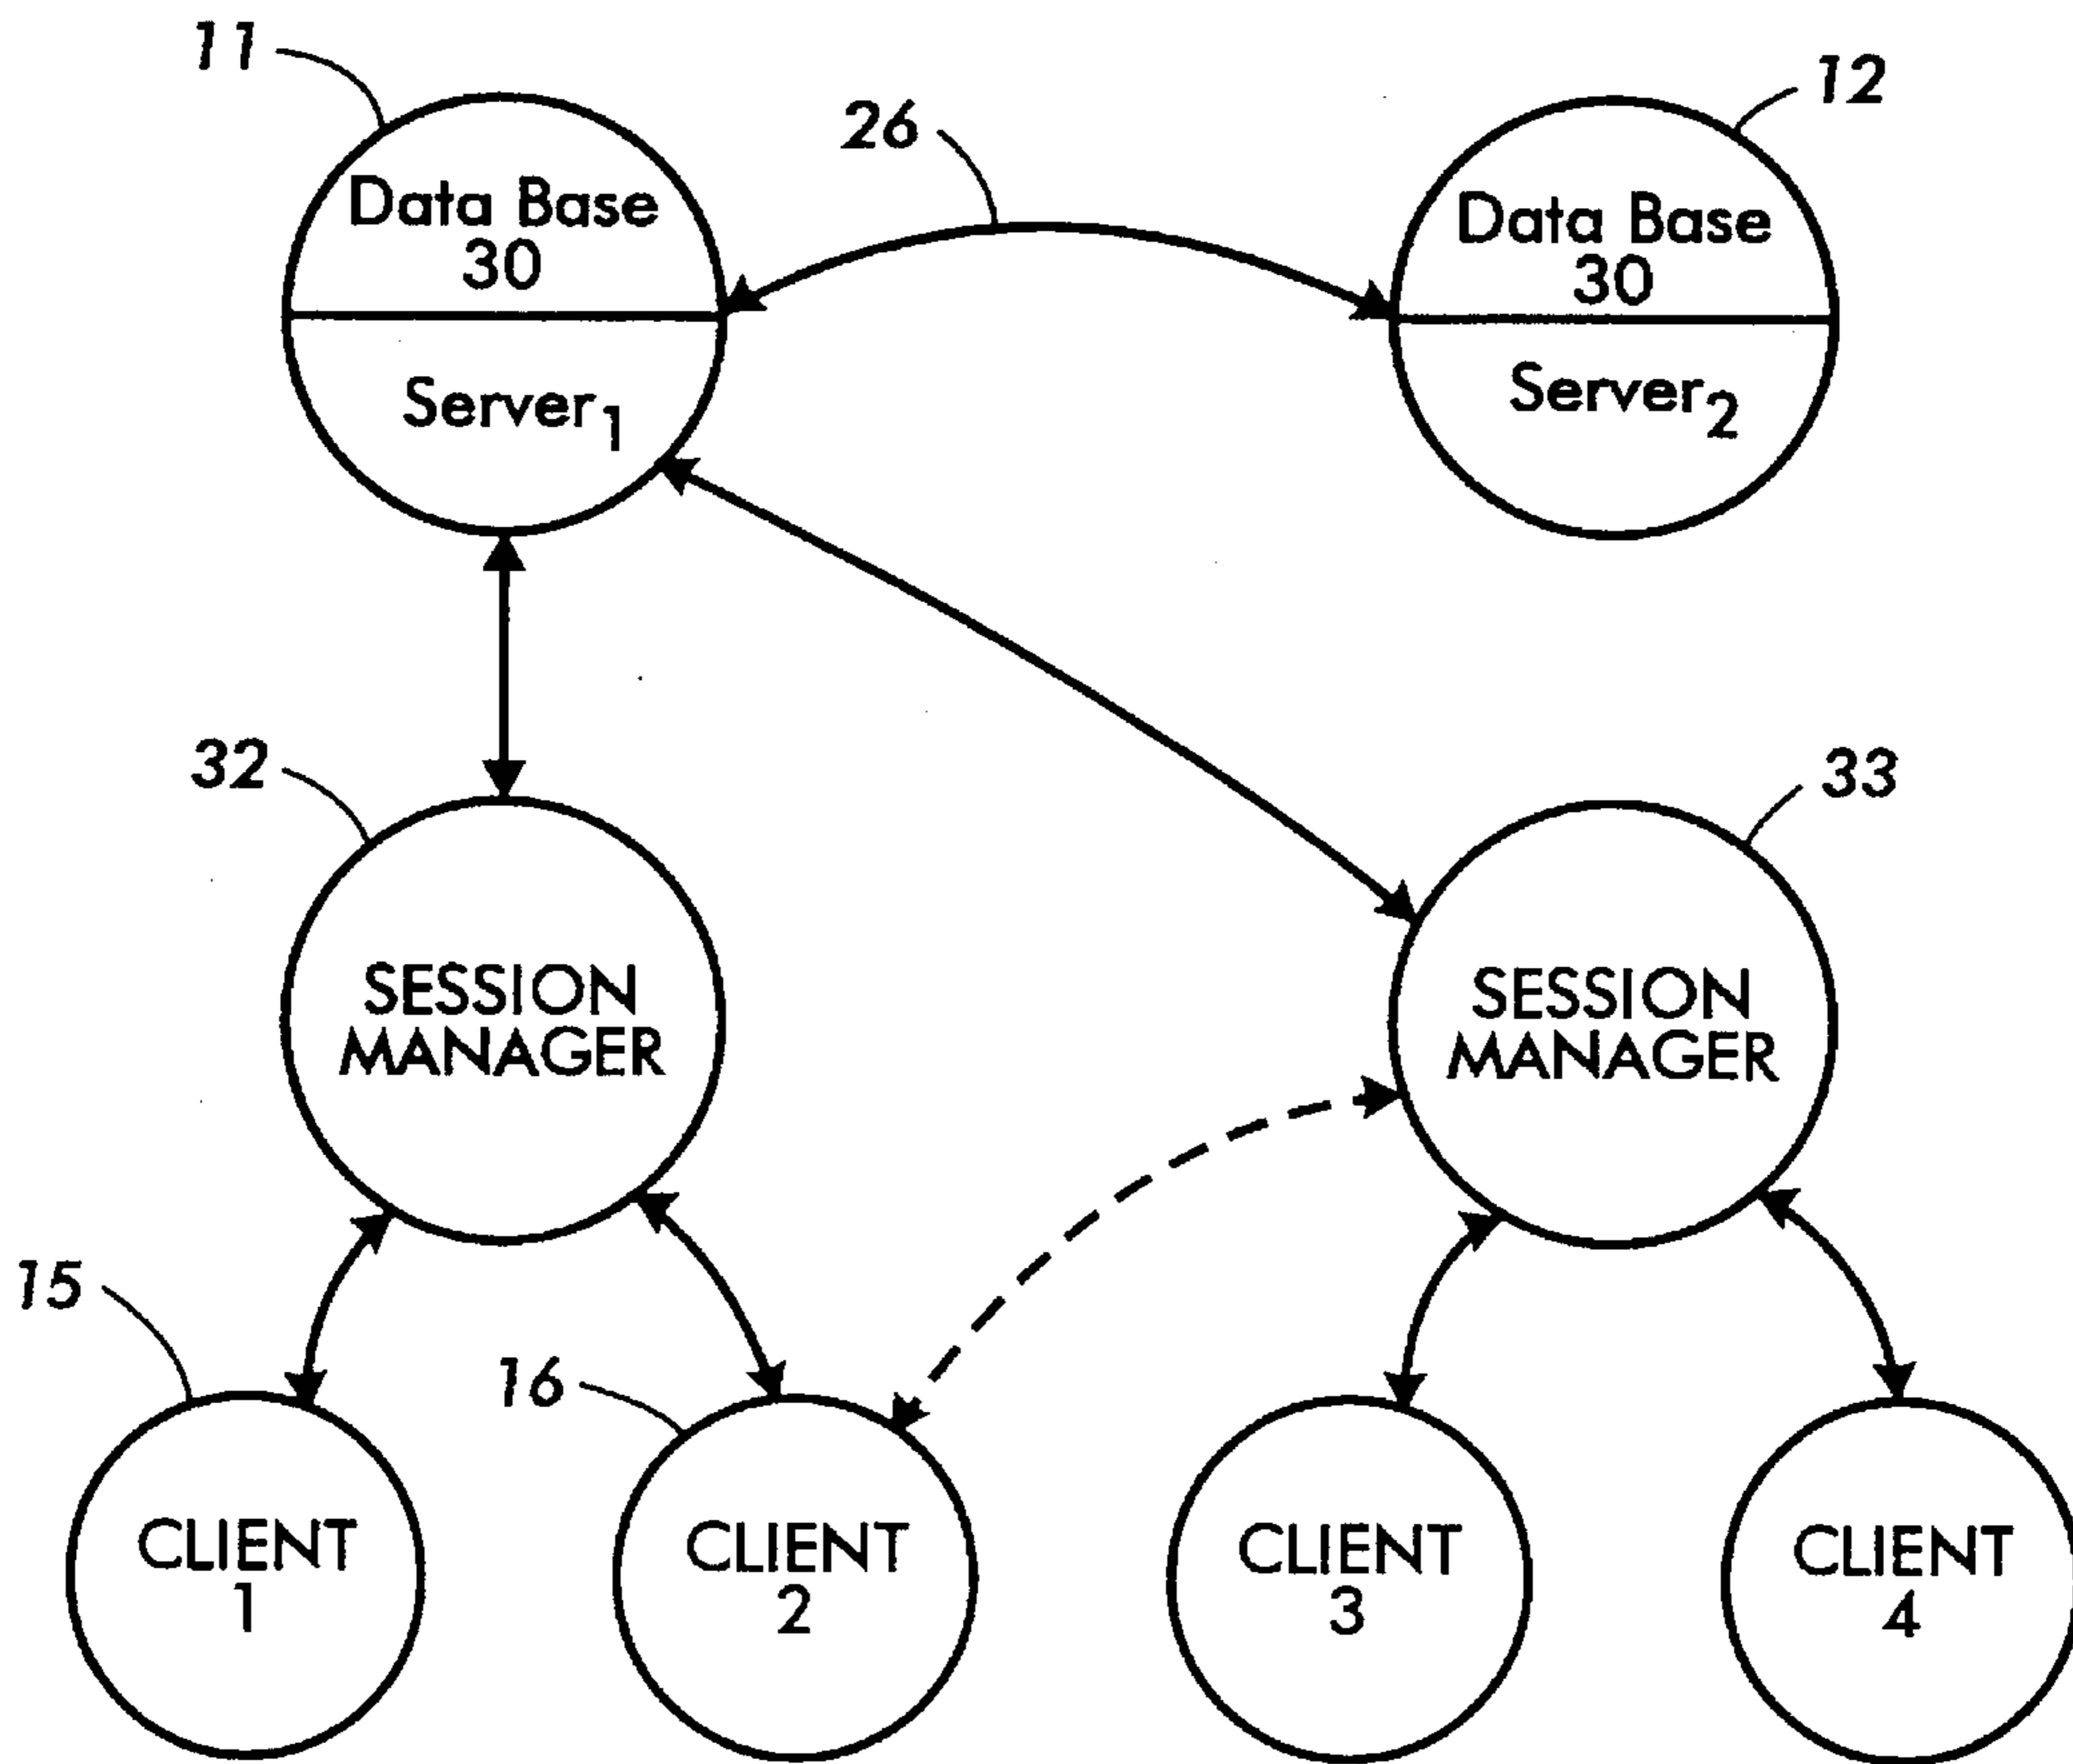 11
12
26
Data Base
30
Server1
Data Base
30
Server2
32
33
SESSION
MANAGER
SESSION
MANAGER
15
16
CLIENT
1
CLIENT
2
CLIENT
3
CLIENT
4